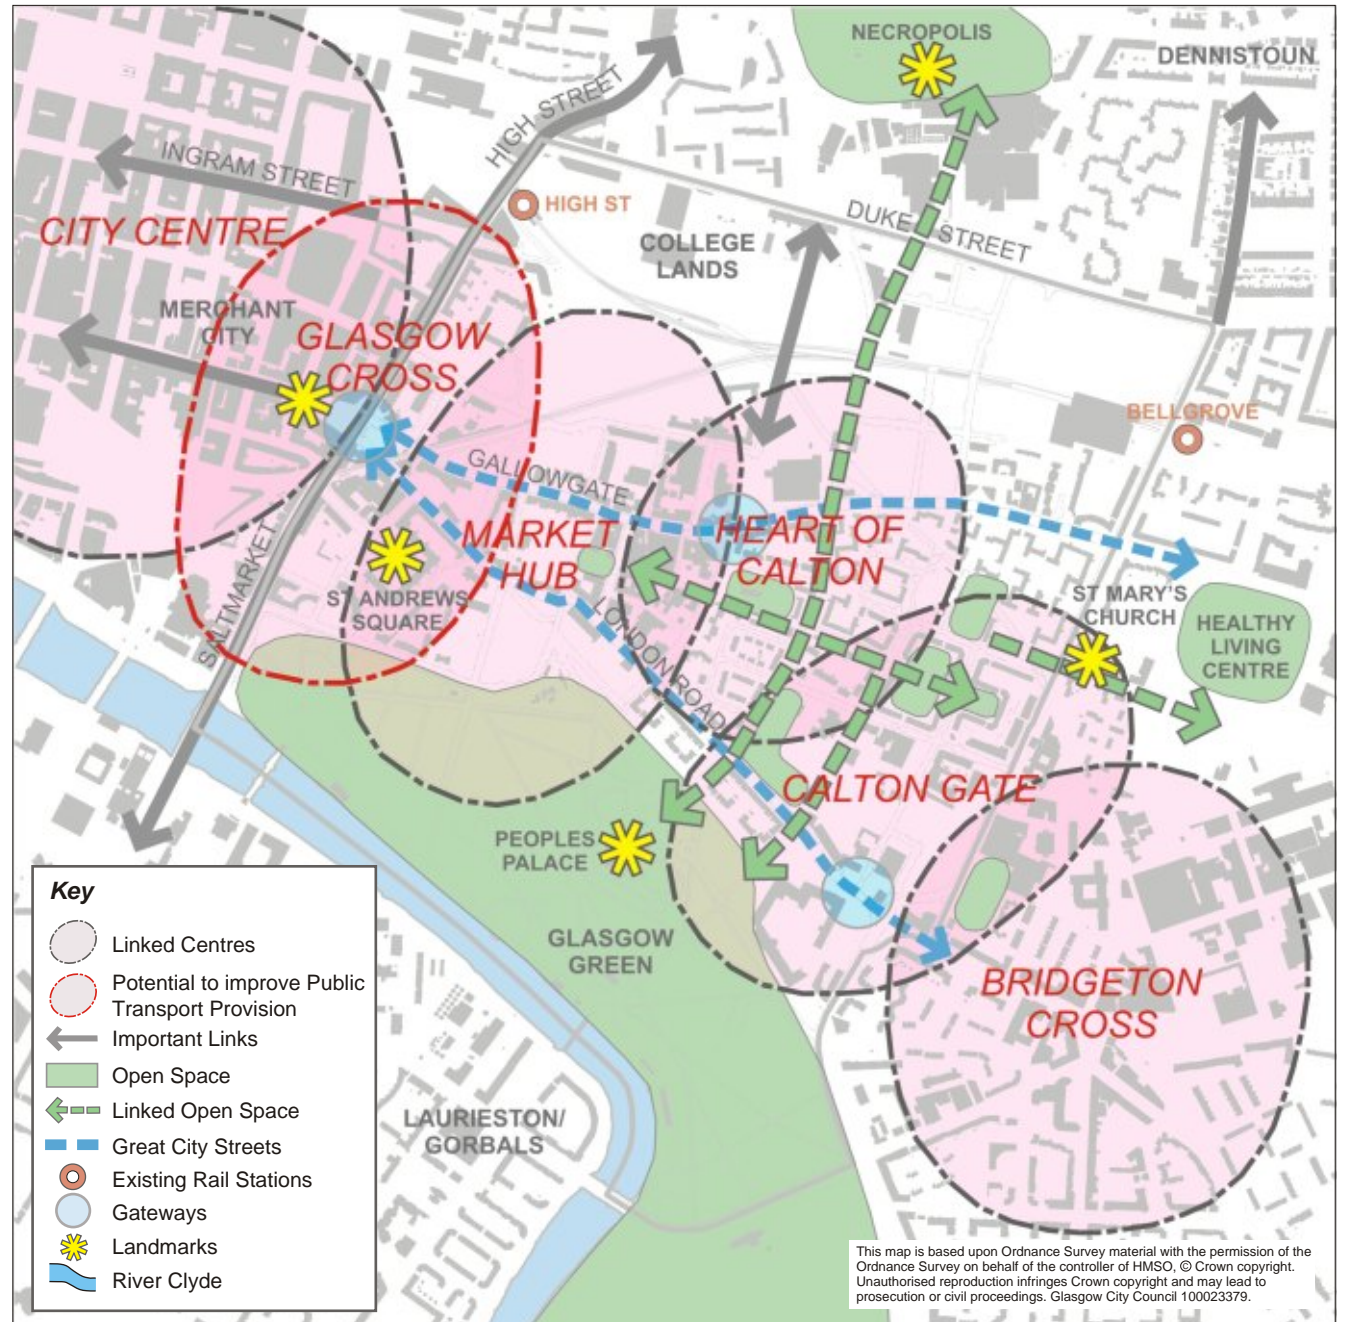 NECROPOLIS
DENNISTOUN
HIGH STREET
INGRAM STREET
HIGH ST
CITY CENTRE
DUKE STREET
COLLEGE
LANDS
MERCHANT
CITY
GLASGOW
CROSS
BELLGROVE
GALLOWGATE
MARKET
HUB
HEART OF
CALTON
SALTMARKET
ST ANDREWS
SQUARE
LONDON ROAD
ST MARY'S
CHURCH
HEALTHY
LIVING
CENTRE
CALTON GATE
PEOPLES
PALACE
GLASGOW
GREEN
BRIDGETON
CROSS
LAURIESTON/
GORBALS
Key
Linked Centres
Potential to improve Public
Transport Provision
Important Links
Open Space
Linked Open Space
Great City Streets
Existing Rail Stations
Gateways
Landmarks
River Clyde
This map is based upon Ordnance Survey material with the permission of the
Ordnance Survey on behalf of the controller of HMSO, © Crown copyright.
Unauthorised reproduction infringes Crown copyright and may lead to
prosecution or civil proceedings. Glasgow City Council 100023379.